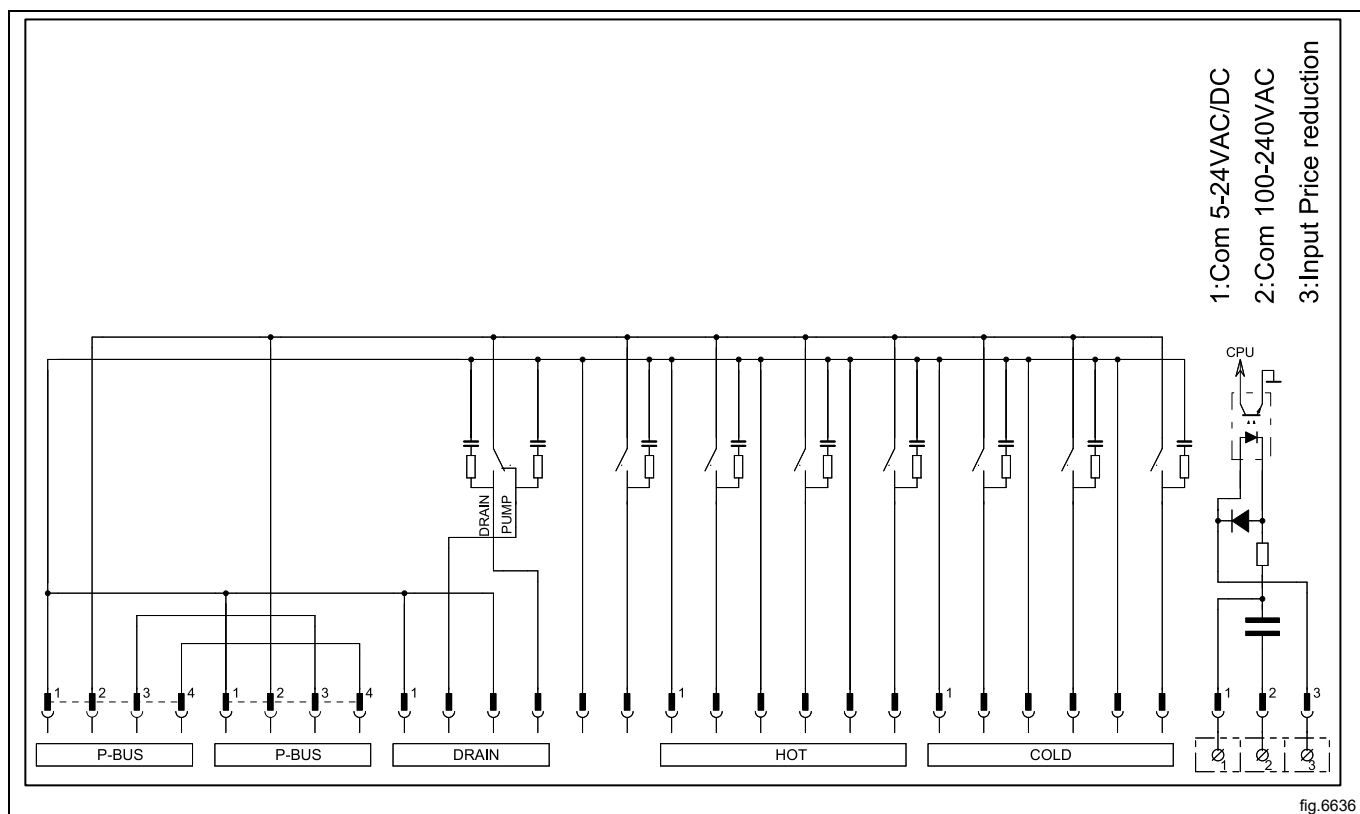 1:Com 5-24VAC/DC
2:Com 100-240VAC
3:Input Price reduction
CPU
DRAIN
PUMP
1 2 3 4 1 2 3 4 1 1 1 1 2 3
P-BUS P-BUS DRAIN HOT COLD 1 2 3
fig.6636